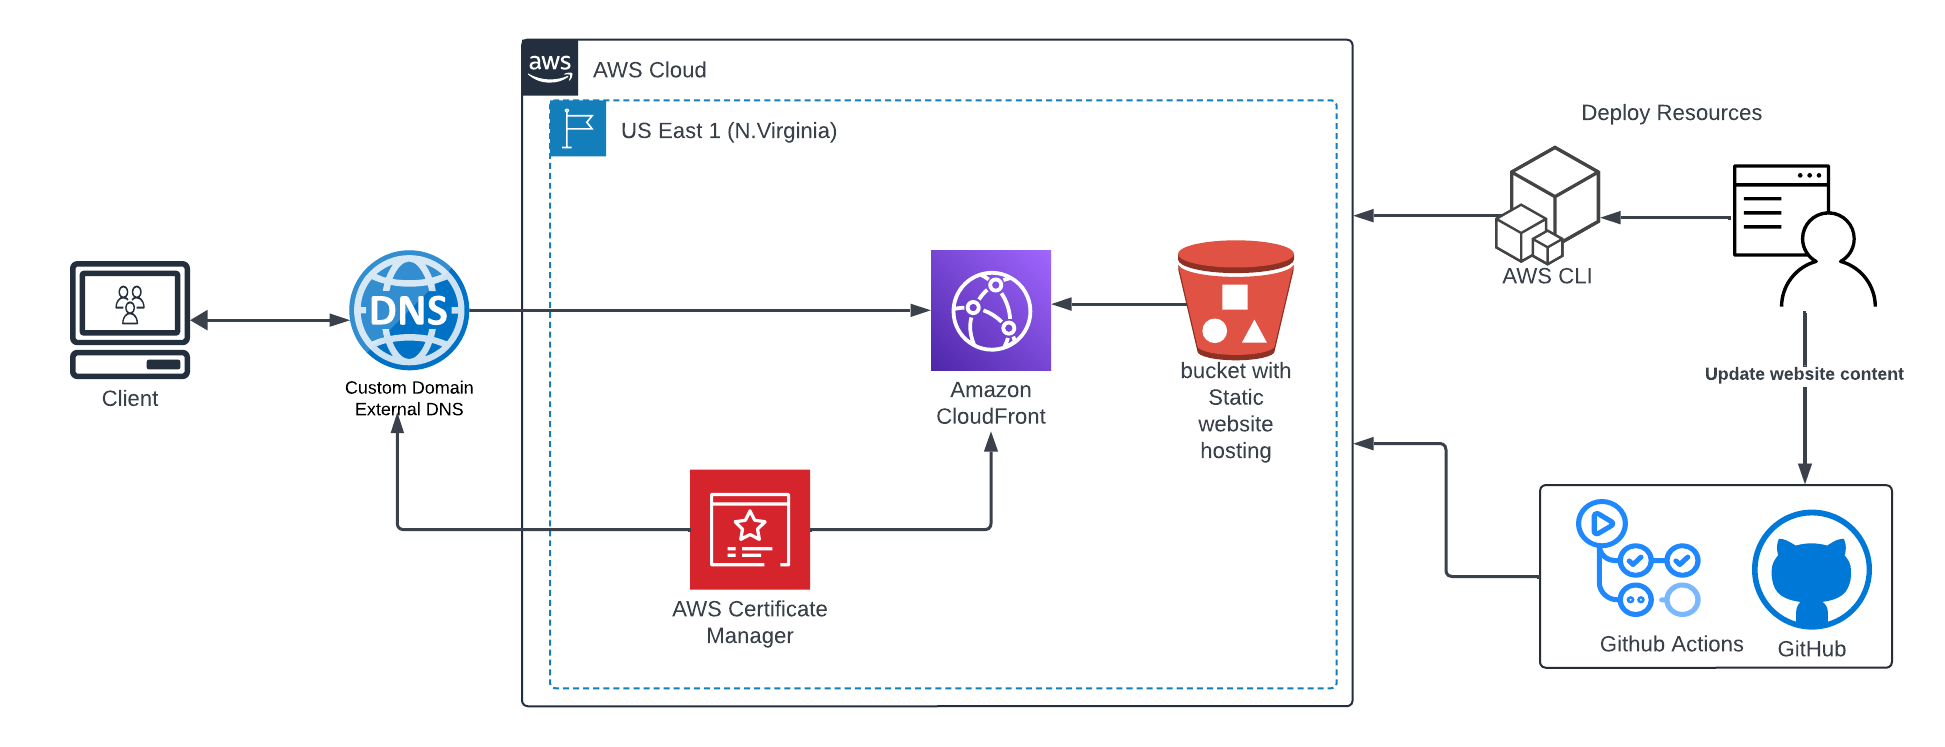 aws
AWS Cloud
US East 1 (N.Virginia)
Deploy Resources
AWS CLI
DNS
Client
Custom Domain
External DNS
Amazon
CloudFront
bucket with
Static
website
hosting
Update website content
AWS Certificate
Manager
Github Actions
GitHub